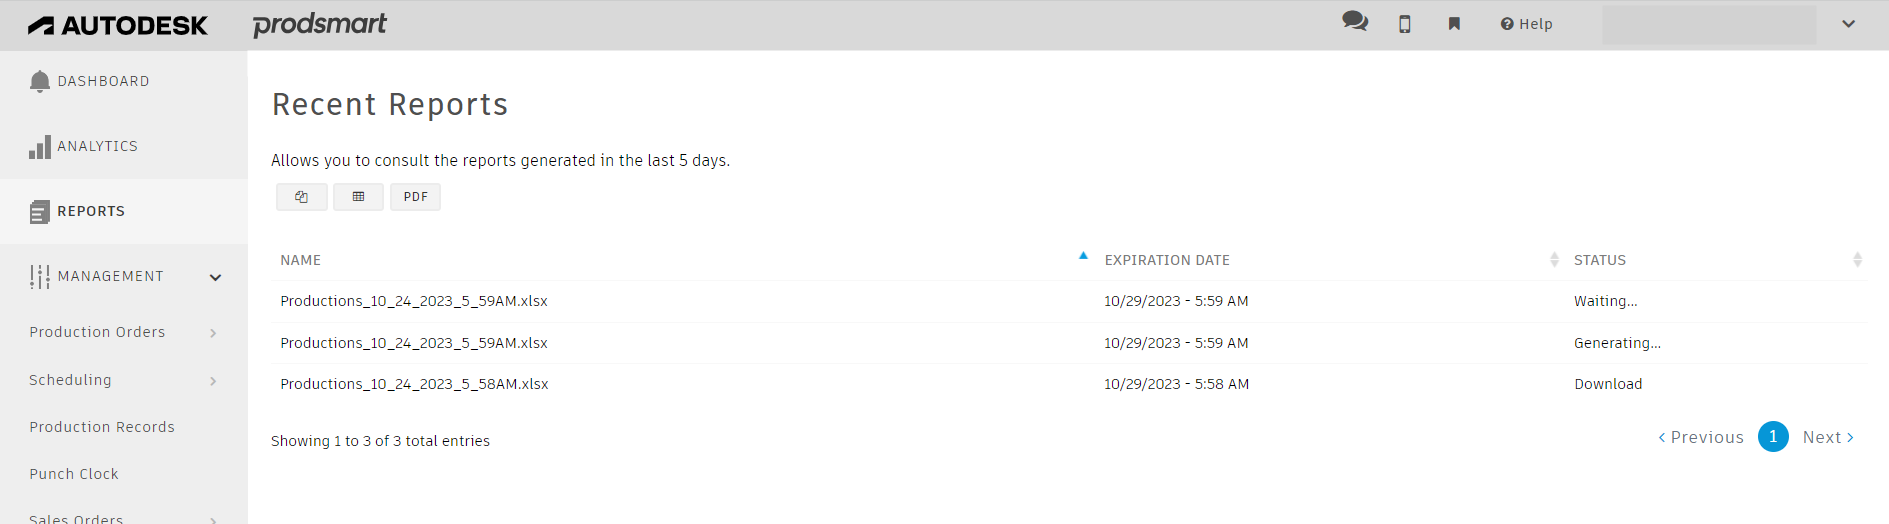 AUTODESK prodsmart Help
DASHBOARD
ANALYTICS
REPORTS
MANAGEMENT
Production Orders
Scheduling
Production Records
Punch Clock
Sales Orders
Recent Reports
Allows you to consult the reports generated in the last 5 days.
PDF
NAME EXPIRATION DATE STATUS
Productions_10_24_2023_5_59AM.xlsx 10/29/2023 - 5:59 AM Waiting...
Productions_10_24_2023_5_59AM.xlsx 10/29/2023 - 5:59 AM Generating...
Productions_10_24_2023_5_58AM.xlsx 10/29/2023 - 5:58 AM Download
Showing 1 to 3 of 3 total entries
Previous 1 Next